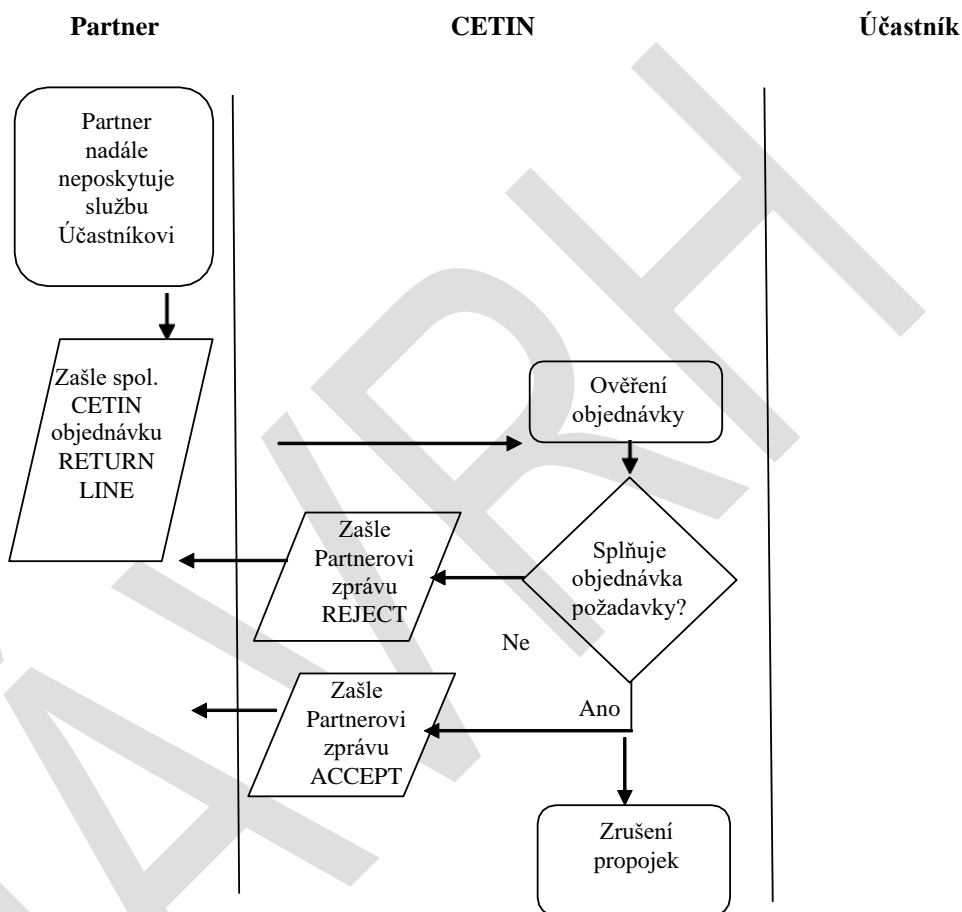 Partner
CETIN
Účastník
Partner
nadále
neposkytuje
službu
Účastníkovi
Zašle spol.
CETIN
objednávku
RETURN
LINE
Ověření
objednávky
Splňuje
objednávka
požadavky?
Zašle
Partnerovi
zprávu
REJECT
Ne
Zašle
Partnerovi
zprávu
ACCEPT
Ano
Zrušení
propojek
ÁVRH